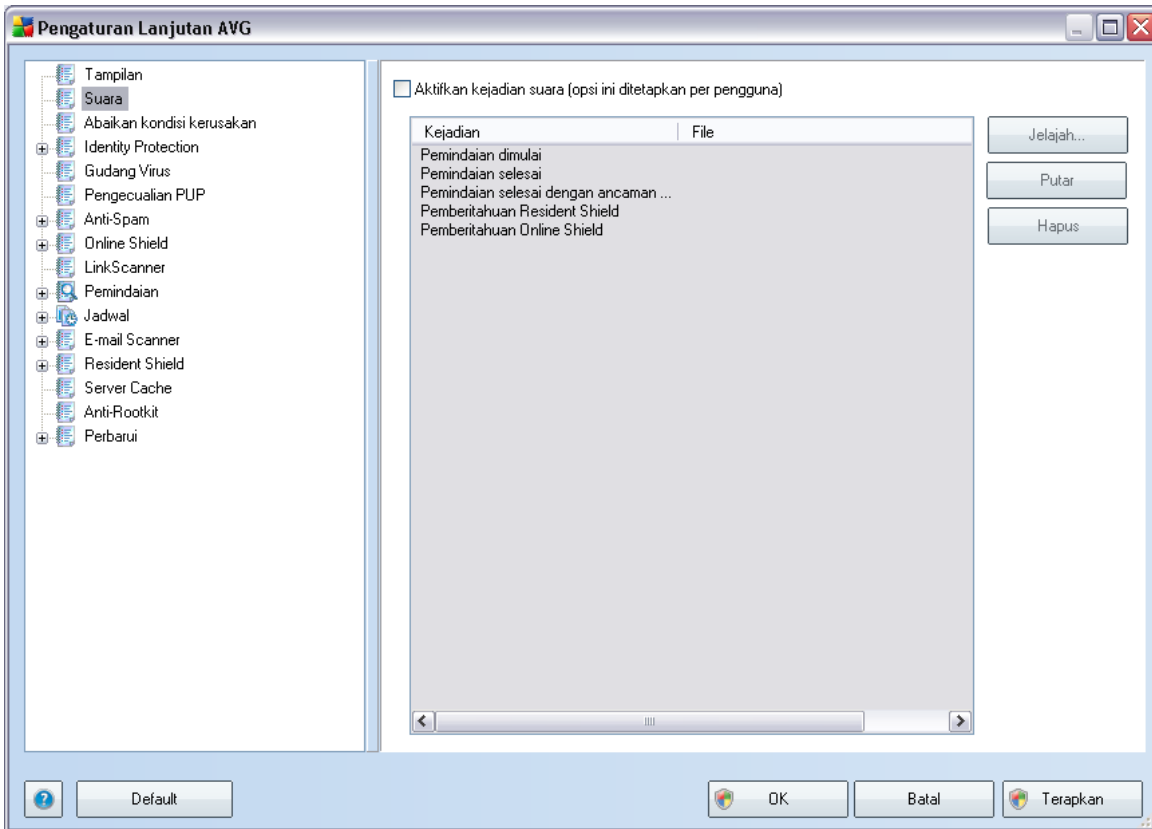 Pengaturan Lanjutan AVG
Tampilan
Suara
Abaikan kondisi kerusakan
Identity Protection
Gudang Virus
Pengecualian PUP
Anti-Spam
Online Shield
LinkScanner
Pemindaian
Jadwal
E-mail Scanner
Resident Shield
Server Cache
Anti-Rootkit
Perbarui
Aktifkan kejadian suara (opsi ini ditetapkan per pengguna)
Kejadian File
Pemindaian dimulai
Pemindaian selesai
Pemindaian selesai dengan ancaman ...
Pemberitahuan Resident Shield
Pemberitahuan Online Shield
Jelajah...
Putar
Hapus
? Default OK Batal Terapkan